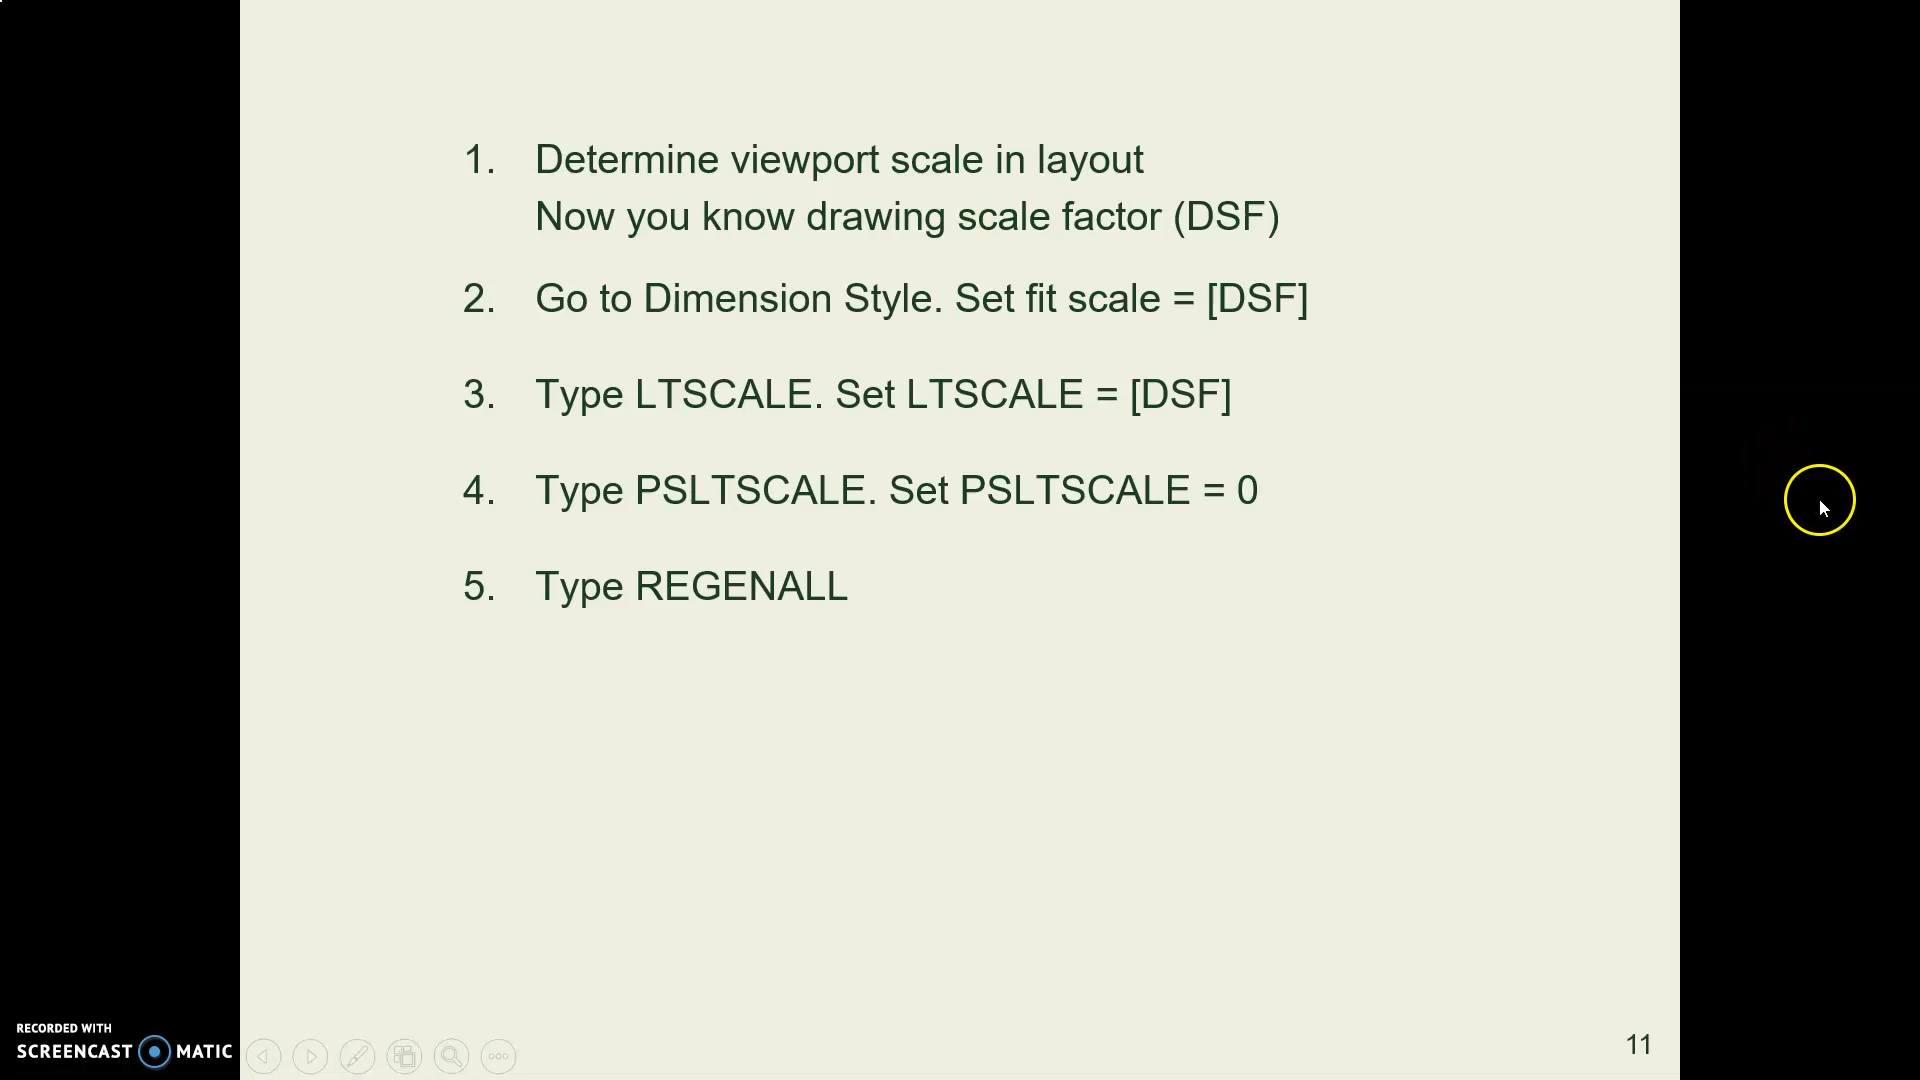 1. Determine viewport scale in layout
Now you know drawing scale factor (DSF)
2. Go to Dimension Style. Set fit scale = [DSF]
3. Type LTSCALE. Set LTSCALE = [DSF]
4. Type PSLTSCALE. Set PSLTSCALE = 0
5. Type REGENALL
RECORDED WITH
SCREENCAST MATIC
11